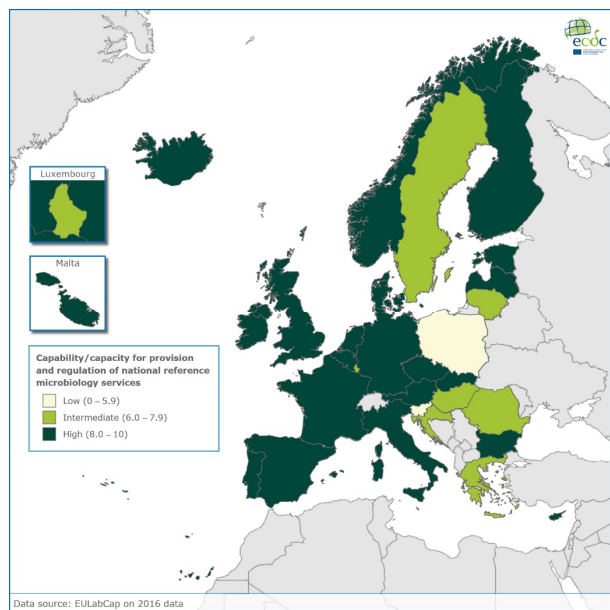 ecdc
Luxembourg
Malta
Capability/capacity for provision
and regulation of national reference
microbiology services
Low (0 – 5.9)
Intermediate (6.0 – 7.9)
High (8.0 – 10)
Data source: EULabCap on 2016 data